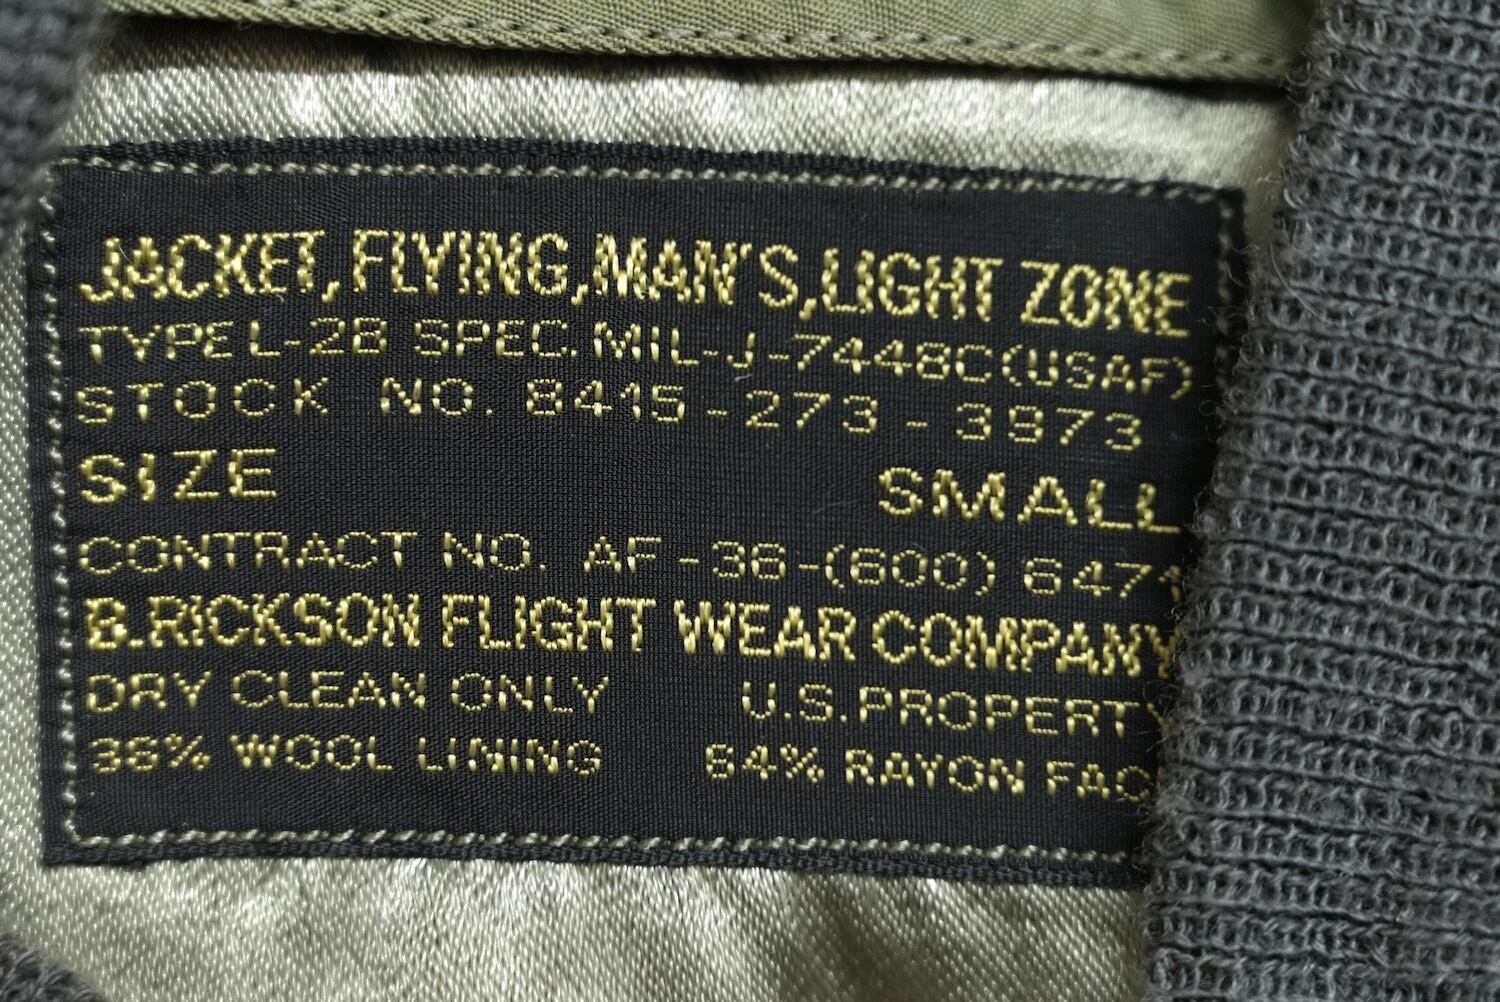 JACKET, FLYING, MAN'S, LIGHT ZONE
TYPE L-2B SPEC. MIL-J-7448C (USAF)
STOCK NO. 8415-273-3973
SIZE SMALL
CONTRACT NO. AF-36-(600) 6471
B.RICKSON FLIGHT WEAR COMPANY
DRY CLEAN ONLY U.S. PROPERTY
36% WOOL LINING 64% RAYON FAC